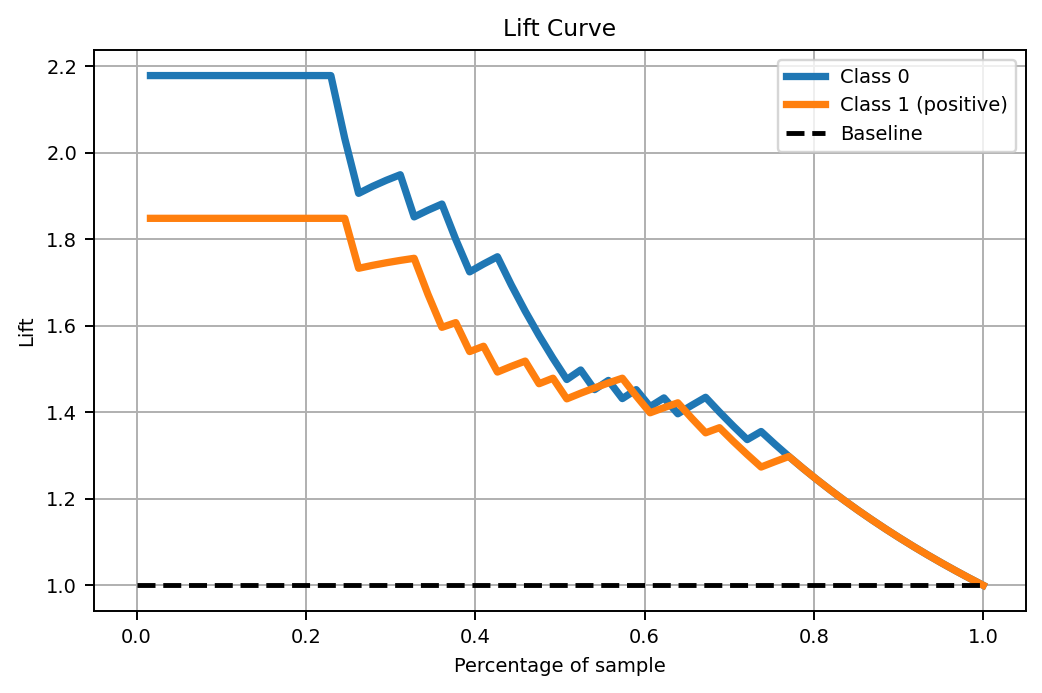 Lift Curve
2.2
2.0
1.8
1.6
1.4
1.2
1.0
Lift
Class 0
Class 1 (positive)
Baseline
0.0 0.2 0.4 0.6 0.8 1.0
Percentage of sample